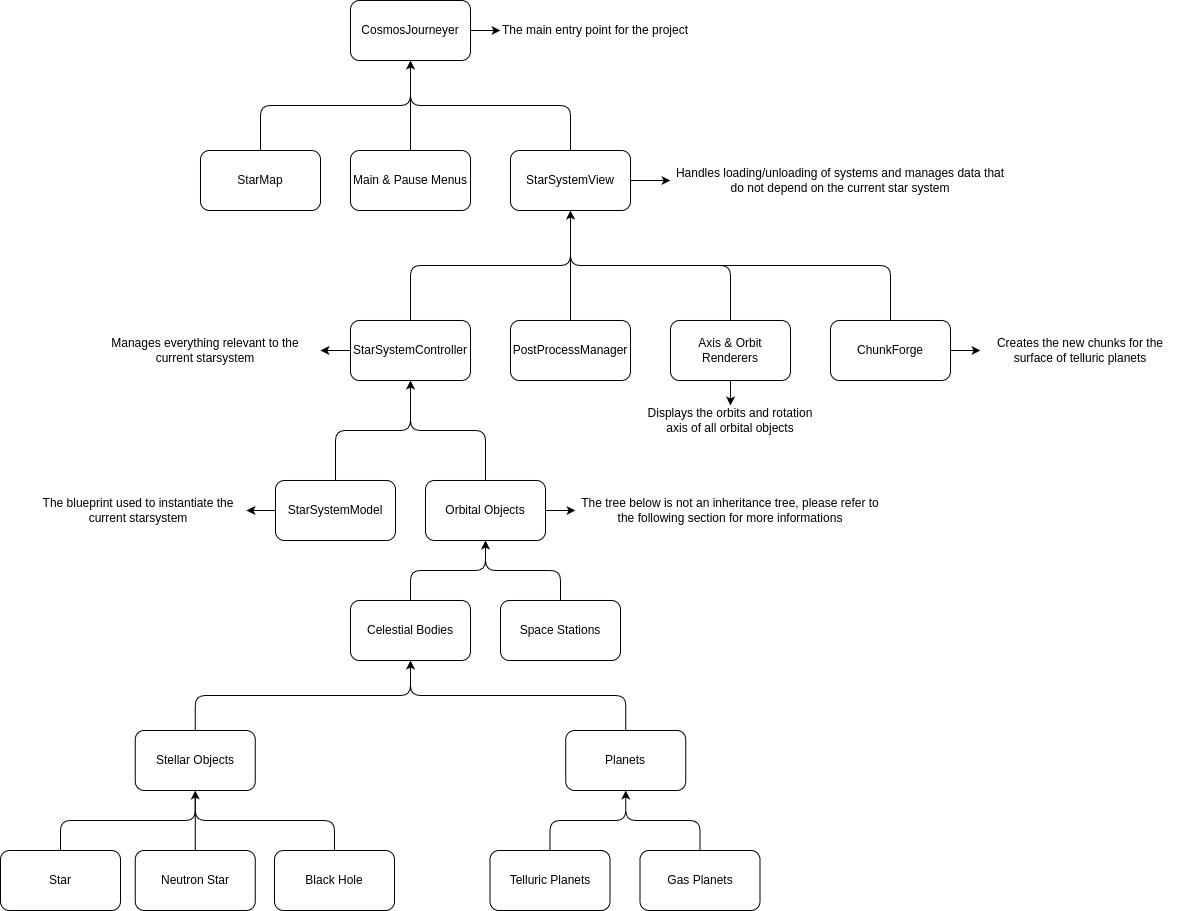 CosmosJourneyer
The main entry point for the project
StarMap
Main & Pause Menus
StarSystemView
Handles loading/unloading of systems and manages data that
do not depend on the current star system
Manages everything relevant to the
current starsystem
StarSystemController
PostProcessManager
Axis & Orbit
Renderers
ChunkForge
Creates the new chunks for the
surface of telluric planets
Displays the orbits and rotation
axis of all orbital objects
The blueprint used to instantiate the
current starsystem
StarSystemModel
Orbital Objects
The tree below is not an inheritance tree, please refer to
the following section for more informations
Celestial Bodies
Space Stations
Stellar Objects
Planets
Star
Neutron Star
Black Hole
Telluric Planets
Gas Planets